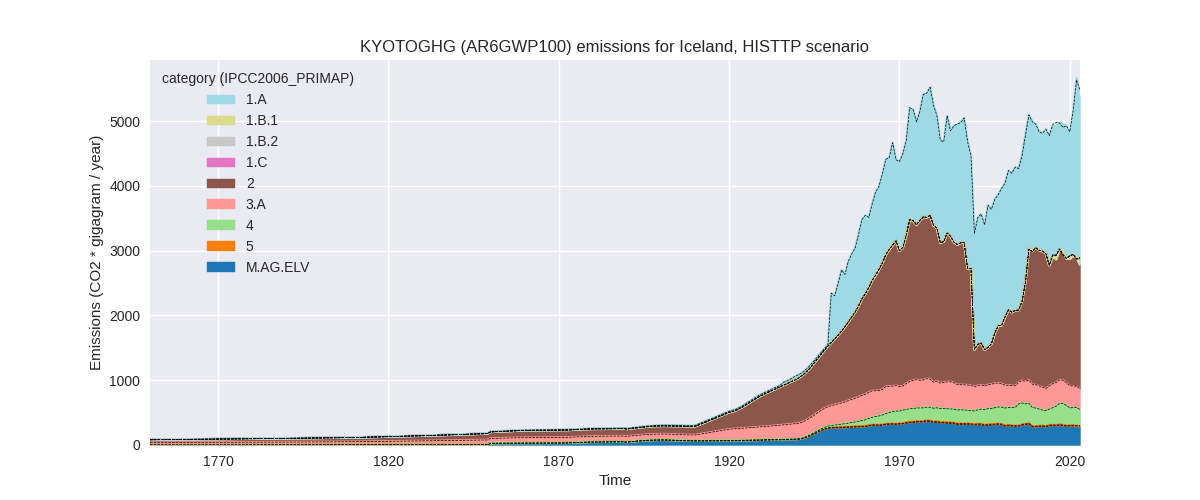 KYOTOGHG (AR6GWP100) emissions for Iceland, HISTTP scenario
category (IPCC2006_PRIMAP)
1.A
1.B.1
1.B.2
1.C
2
3.A
4
5
M.AG.ELV
Emissions (CO2 * gigagram / year)
5000
4000
3000
2000
1000
0
1770
1820
1870
1920
1970
2020
Time